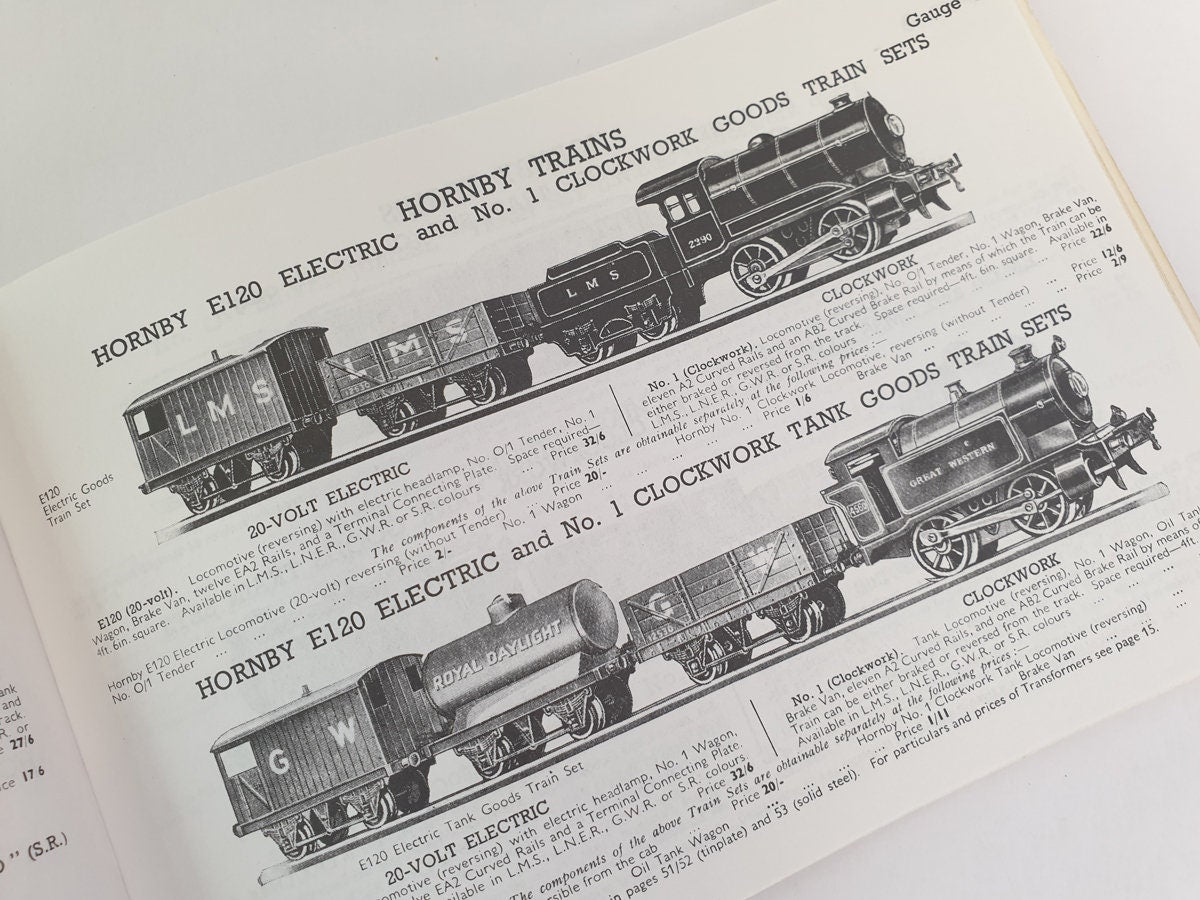 Gauge
HORNBY TRAINS
HORNBY E120 ELECTRIC and No. 1 CLOCKWORK GOODS TRAIN SETS
2290
L M S
L M S
L M S
E120
Electric Goods
Train Set
20-VOLT ELECTRIC
E120 (20-volt). Locomotive (reversing) with electric headlamp, No. O/1 Tender, No. 1
Wagon, Brake Van, twelve EA2 Rails, and a Terminal Connecting Plate. Space required—
4ft. 6in. square. Available in L.M.S., L.N.E.R., G.W.R. or S.R. colours ... Price 32/6
CLOCKWORK
No. 1 (Clockwork). Locomotive (reversing), No. O/1 Tender, No. 1 Wagon, Brake Van,
eleven A2 Curved Rails and an AB2 Curved Brake Rail by means of which the Train can be
either braked or reversed from the track. Space required—4ft. 6in. square. Available in
L.M.S., L.N.E.R., G.W.R. or S.R. colours ... Price 22/6
The components of the above Train Sets are obtainable separately at the following prices:—
Hornby E120 Electric Locomotive (20-volt) reversing (without Tender) ... Price 20/-
No. O/1 Tender ... Price 2/-
No. 1 Wagon ... Price 1/6
Hornby No. 1 Clockwork Locomotive, reversing (without Tender) ... Price 12/6
Brake Van ... Price 2/9
HORNBY E120 ELECTRIC and No. 1 CLOCKWORK TANK GOODS TRAIN SETS
GREAT WESTERN
4560
G W
12530
ROYAL DAYLIGHT
G W
E120 Electric Tank Goods Train Set
20-VOLT ELECTRIC
Locomotive (reversing) with electric headlamp, No. 1 Wagon,
EA2 Curved Rails and a Terminal Connecting Plate.
available in L.M.S., L.N.E.R., G.W.R. or S.R. colours.
Price 32/6
CLOCKWORK
No. 1 (Clockwork). Tank Locomotive (reversing), No. 1 Wagon, Oil Tank
Brake Van, eleven A2 Curved Rails, and one AB2 Curved Brake Rail by means of
Train can be either braked or reversed from the track. Space required—4ft.
Available in L.M.S., L.N.E.R., G.W.R. or S.R. colours
The components of the above Train Sets are obtainable separately at the following prices:—
from the cab ... Price 20/-
Oil Tank Wagon ... Price 1/11
Hornby No. 1 Clockwork Tank Locomotive (reversing)
Brake Van
in pages 51/52 (tinplate) and 53 (solid steel). For particulars and prices of Transformers see page 15.
and
track.
or
27/6
17 6
" (S.R.)